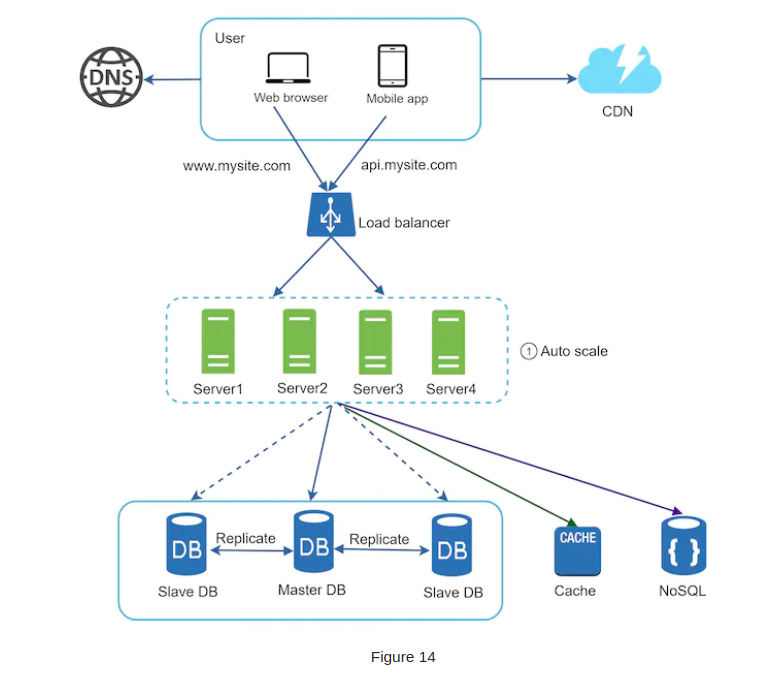 User
DNS
Web browser
Mobile app
CDN
www.mysite.com
api.mysite.com
Load balancer
1 Auto scale
Server1
Server2
Server3
Server4
DB
Replicate
DB
Replicate
DB
CACHE
{ }
Slave DB
Master DB
Slave DB
Cache
NoSQL
Figure 14